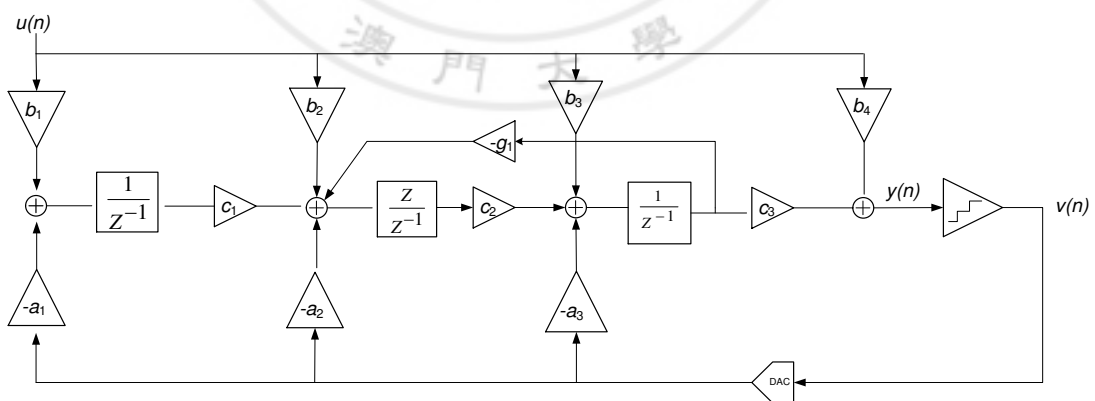 u(n)
澳門大學
b₁
b₂
b₃
b₄
-g₁
1
Z⁻¹
c₁
Z
Z⁻¹
c₂
1
Z⁻¹
c₃
y(n)
v(n)
-a₁
-a₂
-a₃
DAC